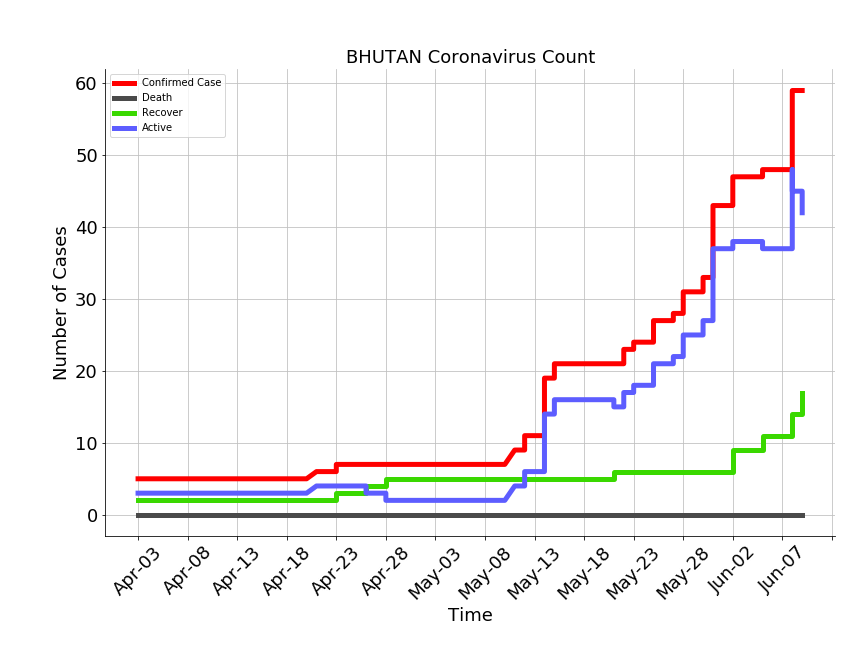 BHUTAN Coronavirus Count
Confirmed Case
Death
Recover
Active
60
50
40
30
20
10
0
Number of Cases
Apr-03
Apr-08
Apr-13
Apr-18
Apr-23
Apr-28
May-03
May-08
May-13
May-18
May-23
May-28
Jun-02
Jun-07
Time